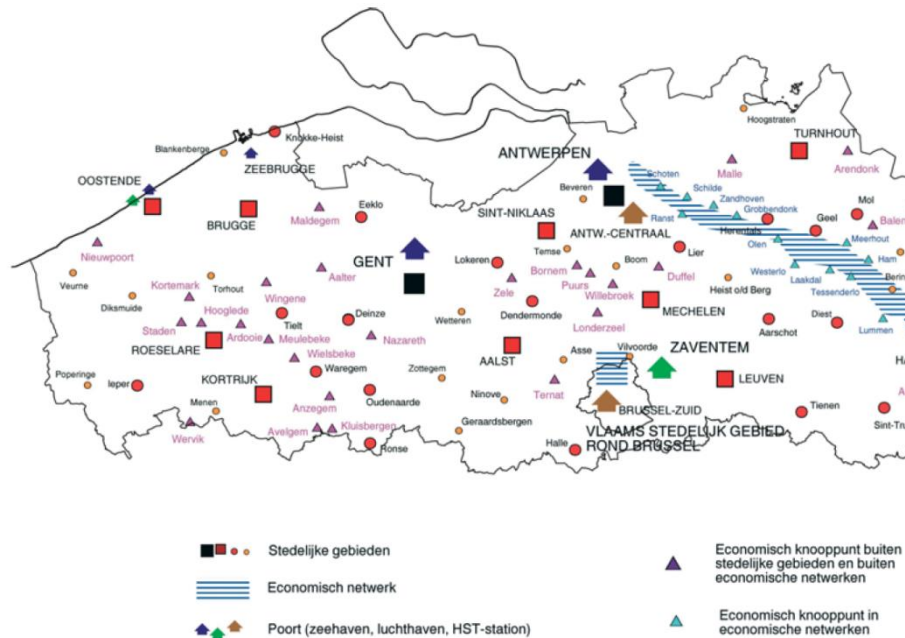 Hoogstraten
TURNHOUT
Blankenberge
Knokke-Heist
ZEEBRUGGE
ANTWERPEN
Malle
Arendonk
OOSTENDE
Schoten
Schilde
Beveren
Zandhoven
BRUGGE
Maldegem
Eeklo
SINT-NIKLAAS
Ranst
Grobbendonk
Mol
Herentals
Geel
Balen
ANTW.-CENTRAAL
Nieuwpoort
GENT
Temse
Lier
Olen
Meerhout
Aalter
Lokeren
Bornem
Boom
Duffel
Ham
Veurne
Kortemark
Torhout
Wingene
Zele
Puurs
Westerlo
Laakdal
Berin
Diksmuide
Hooglede
Willebroek
Heist o/d Berg
Tessenderlo
Deinze
Dendermonde
MECHELEN
Staden
Ardooie
Tielt
Meulebeke
Nazareth
Wetteren
Londerzeel
Aarschot
Diest
Lummen
ROESELARE
Wielsbeke
AALST
Asse
Vilvoorde
ZAVENTEM
HA
Poperinge
Ieper
KORTRIJK
Waregem
Zottegem
LEUVEN
Menen
Anzegem
Oudenaarde
Ninove
Ternat
A
BRUSSEL-ZUID
Tienen
Wervik
Avelgem
Kluisbergen
Geraardsbergen
VLAAMS STEDELIJK GEBIED
ROND BRUSSEL
Sint-Tru
Ronse
Halle
Stedelijke gebieden
Economisch netwerk
Poort (zeehaven, luchthaven, HST-station)
Economisch knooppunt buiten
stedelijke gebieden en buiten
economische netwerken
Economisch knooppunt in
economische netwerken